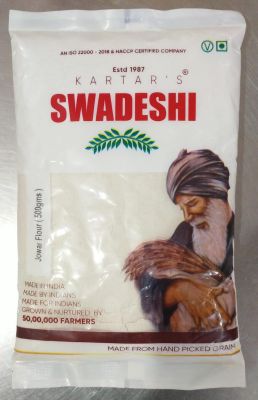 AN ISO 22000 - 2018 & HACCP CERTIFIED COMPANY
V
Estd 1987
KARTAR'S®
SWADESHI
Jowar Flour ( 500gms )
MADE IN INDIA
MADE BY INDIANS
MADE FOR INDIANS
GROWN & NURTURED BY
50,00,000 FARMERS
MADE FROM HAND PICKED GRAIN